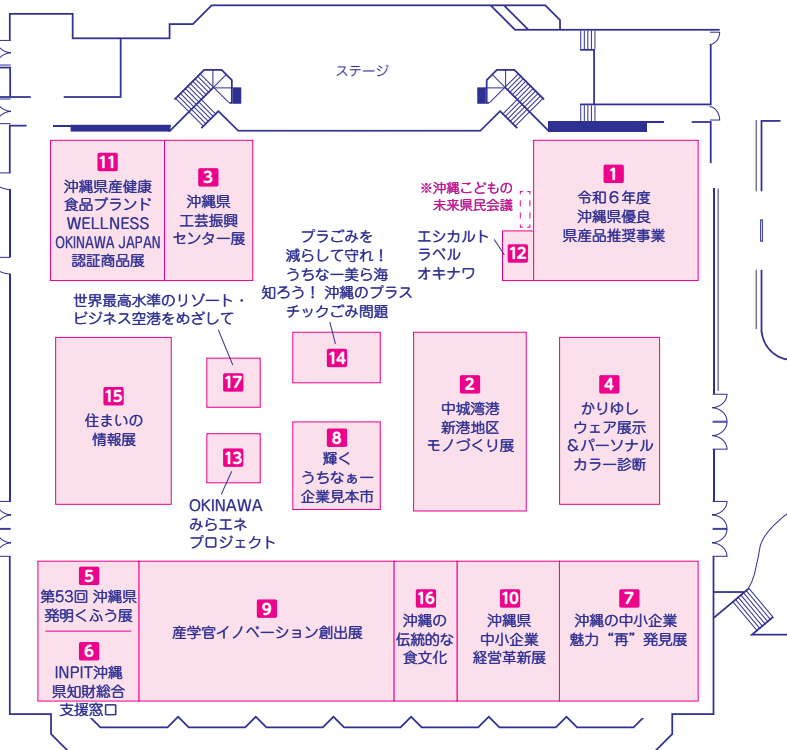 ステージ
11
沖縄県産健康
食品ブランド
WELLNESS
OKINAWA JAPAN
認証商品展
3
沖縄県
工芸振興
センター展
※沖縄こどもの
未来県民会議
1
令和６年度
沖縄県優良
県産品推奨事業
12
エシカルト
ラベル
オキナワ
プラごみを
減らして守れ！
うちなー美ら海
知ろう！ 沖縄のプラス
チックごみ問題
14
世界最高水準のリゾート・
ビジネス空港をめざして
17
15
住まいの
情報展
13
OKINAWA
みらエネ
プロジェクト
8
輝く
うちなぁー
企業見本市
2
中城湾港
新港地区
モノづくり展
4
かりゆし
ウェア展示
＆パーソナル
カラー診断
5
第53回 沖縄県
発明くふう展
6
INPIT沖縄
県知財総合
支援窓口
9
産学官イノベーション創出展
16
沖縄の
伝統的な
食文化
10
沖縄県
中小企業
経営革新展
7
沖縄の中小企業
魅力“再”発見展